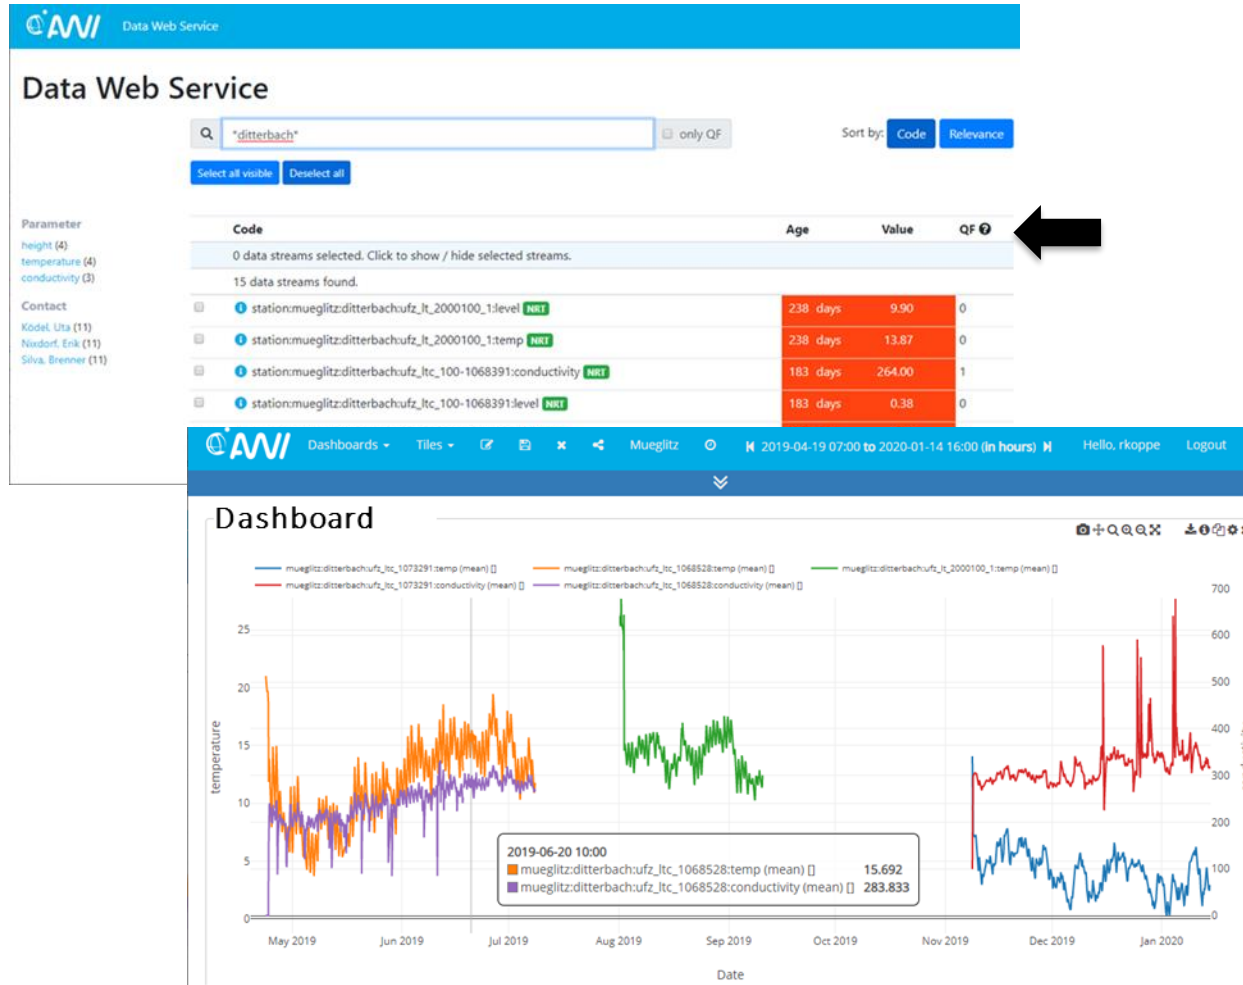 AWI Data Web Service
Data Web Service
"ditterbach" only QF Sort by: Code Relevance
Select all visible Deselect all
Parameter
height (4)
temperature (4)
conductivity (3)
Contact
Ködel, Uta (11)
Nixdorf, Erik (11)
Silva, Brenner (11)
Code Age Value QF
0 data streams selected. Click to show / hide selected streams.
15 data streams found.
station:mueglitz:ditterbach:ufz_lt_2000100_1:level NRT 238 days 9.90 0
station:mueglitz:ditterbach:ufz_lt_2000100_1:temp NRT 238 days 13.87 0
station:mueglitz:ditterbach:ufz_ltc_100-1068391:conductivity NRT 183 days 264.00 1
station:mueglitz:ditterbach:ufz_ltc_100-1068391:level NRT 183 days 0.38 0
AWI Dashboards Tiles Mueglitz 2019-04-19 07:00 to 2020-01-14 16:00 (in hours) Hello, rkoppe Logout
Dashboard
mueglitz:ditterbach:ufz_ltc_1073291:temp (mean) [] mueglitz:ditterbach:ufz_ltc_1068528:temp (mean) [] mueglitz:ditterbach:ufz_lt_2000100_1:temp (mean) []
mueglitz:ditterbach:ufz_ltc_1073291:conductivity (mean) [] mueglitz:ditterbach:ufz_ltc_1068528:conductivity (mean) []
temperature
25
20
15
10
5
0
700
600
500
400
300
200
100
0
2019-06-20 10:00
mueglitz:ditterbach:ufz_ltc_1068528:temp (mean) [] 15.692
mueglitz:ditterbach:ufz_ltc_1068528:conductivity (mean) [] 283.833
May 2019 Jun 2019 Jul 2019 Aug 2019 Sep 2019 Oct 2019 Nov 2019 Dec 2019 Jan 2020
Date